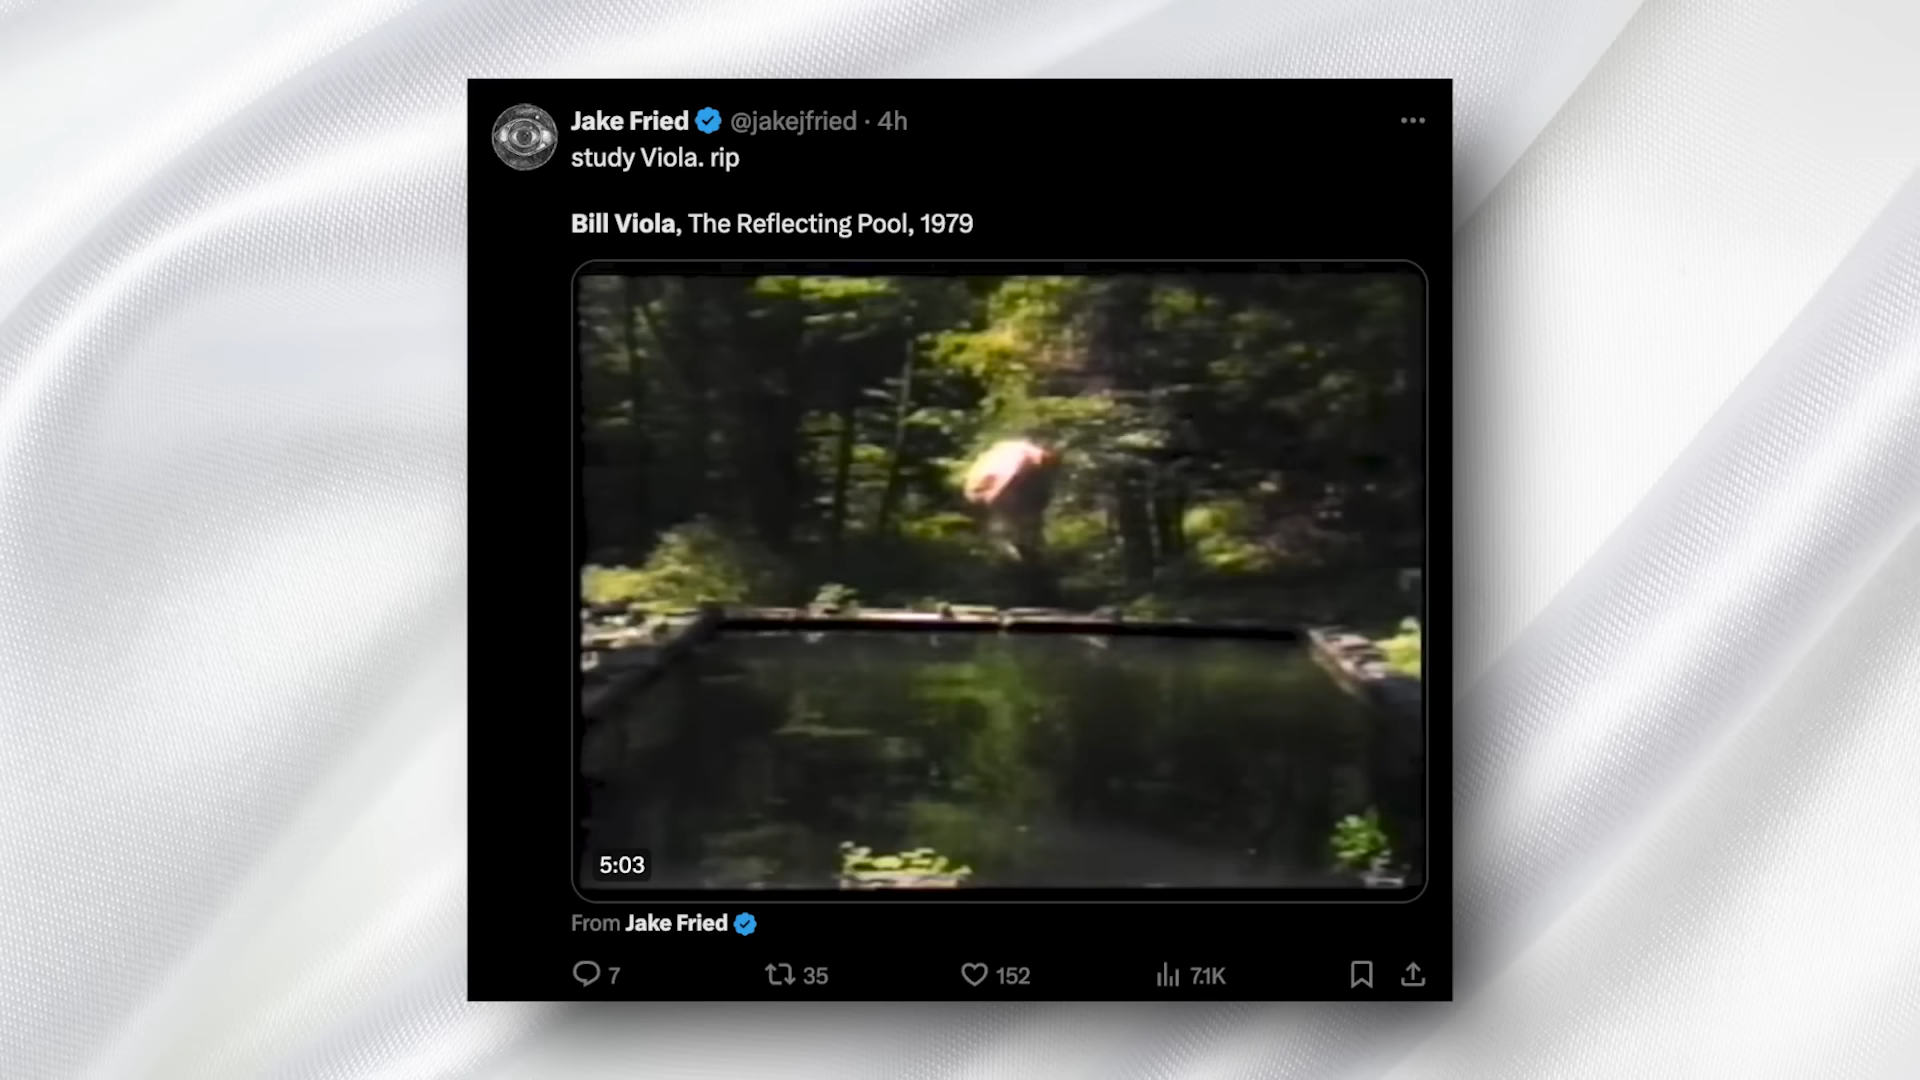 Jake Fried @jakejfried · 4h
study Viola. rip
Bill Viola, The Reflecting Pool, 1979
5:03
From Jake Fried
7 35 152 7.1K